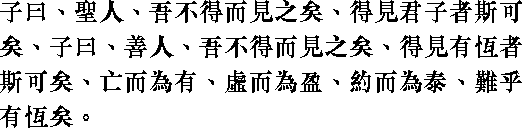 子曰、聖人、吾不得而見之矣、得見君子者斯可
矣、子曰、善人、吾不得而見之矣、得見有恆者
斯可矣、亡而為有、虛而為盈、約而為泰、難乎
有恆矣。